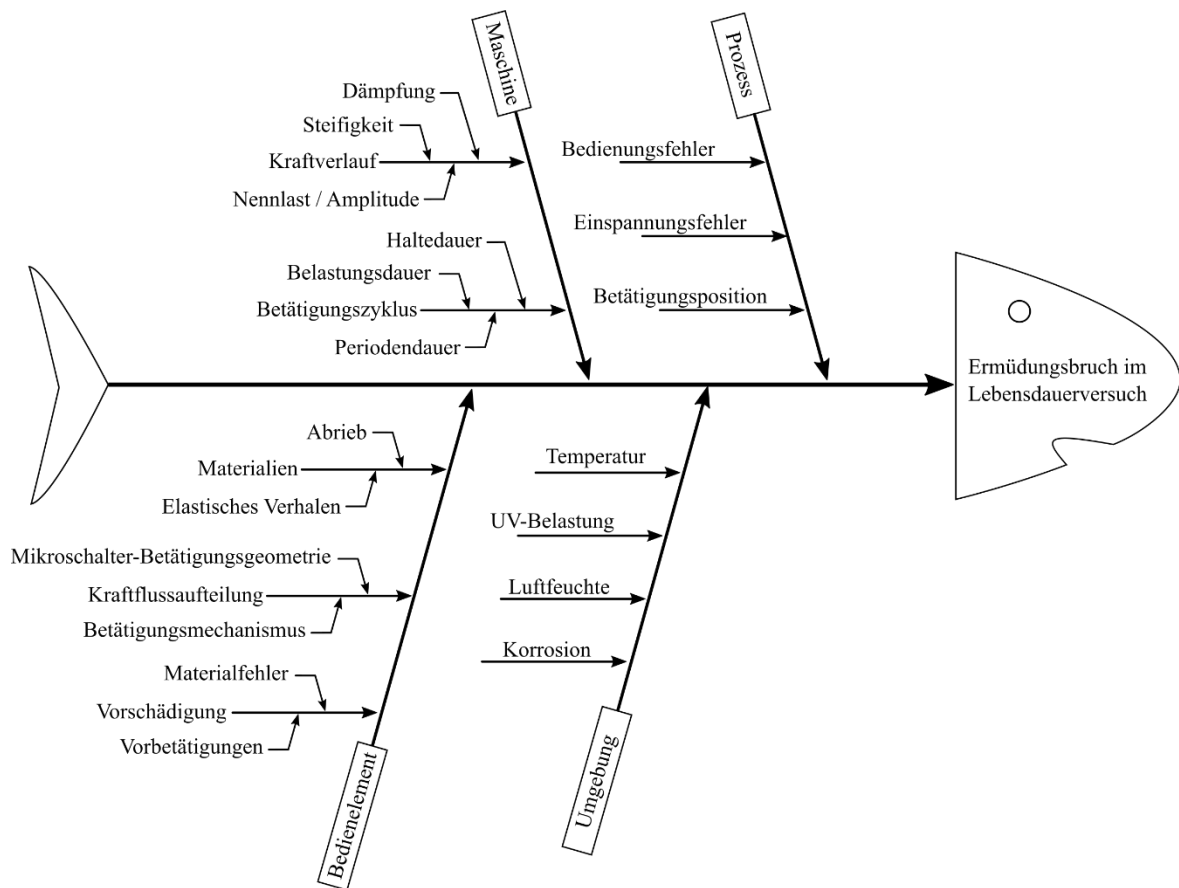 Maschine
Dämpfung
Steifigkeit
Kraftverlauf
Nennlast / Amplitude
Haltedauer
Belastungsdauer
Betätigungszyklus
Periodendauer
Prozess
Bedienungsfehler
Einspannungsfehler
Betätigungsposition
Ermüdungsbruch im
Lebensdauerversuch
Abrieb
Materialien
Elastisches Verhalen
Mikroschalter-Betätigungsgeometrie
Kraftflussaufteilung
Betätigungsmechanismus
Materialfehler
Vorschädigung
Vorbetätigungen
Bedienelement
Temperatur
UV-Belastung
Luftfeuchte
Korrosion
Umgebung